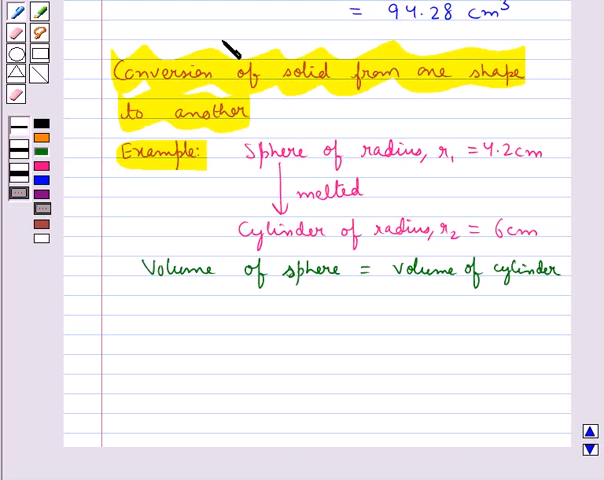 = 94.28 cm³
Conversion of solid from one shape
to another
Example: Sphere of radius, r₁ = 4.2cm
melted
Cylinder of radius, r₂ = 6cm
Volume of sphere = volume of cylinder